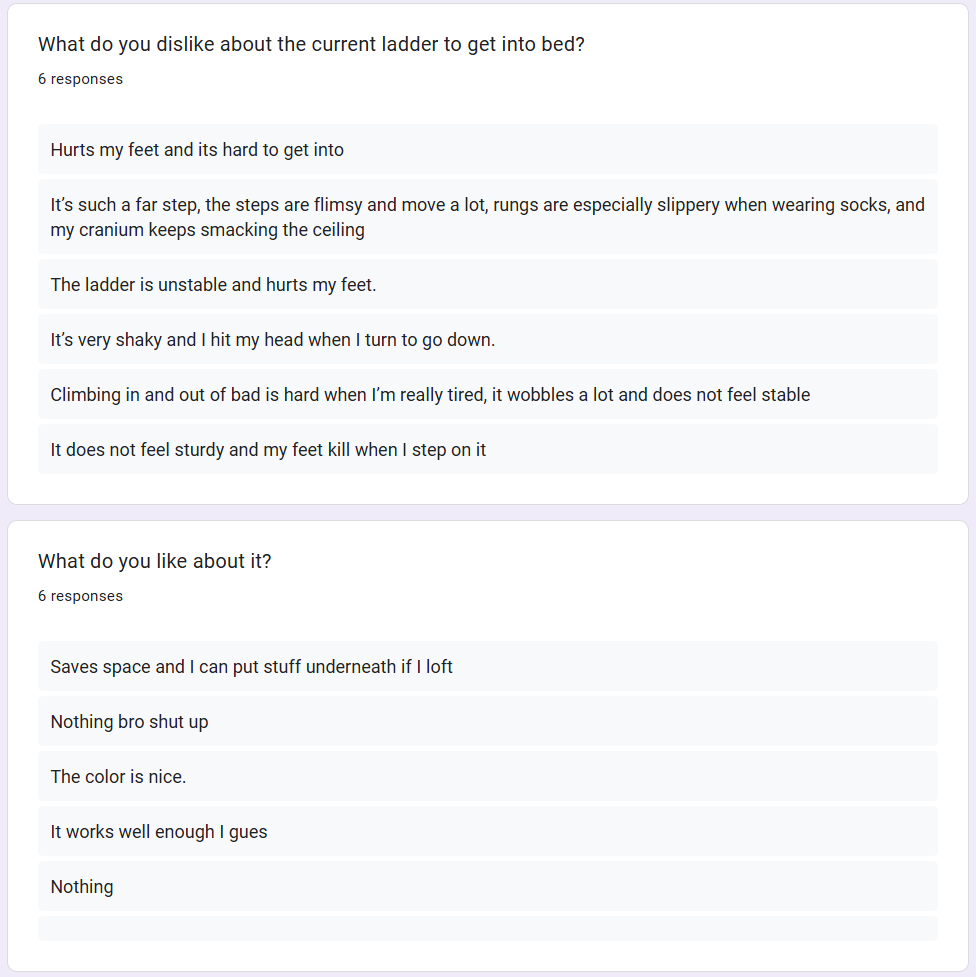 What do you dislike about the current ladder to get into bed?
6 responses
Hurts my feet and its hard to get into
It’s such a far step, the steps are flimsy and move a lot, rungs are especially slippery when wearing socks, and
my cranium keeps smacking the ceiling
The ladder is unstable and hurts my feet.
It’s very shaky and I hit my head when I turn to go down.
Climbing in and out of bad is hard when I’m really tired, it wobbles a lot and does not feel stable
It does not feel sturdy and my feet kill when I step on it
What do you like about it?
6 responses
Saves space and I can put stuff underneath if I loft
Nothing bro shut up
The color is nice.
It works well enough I gues
Nothing